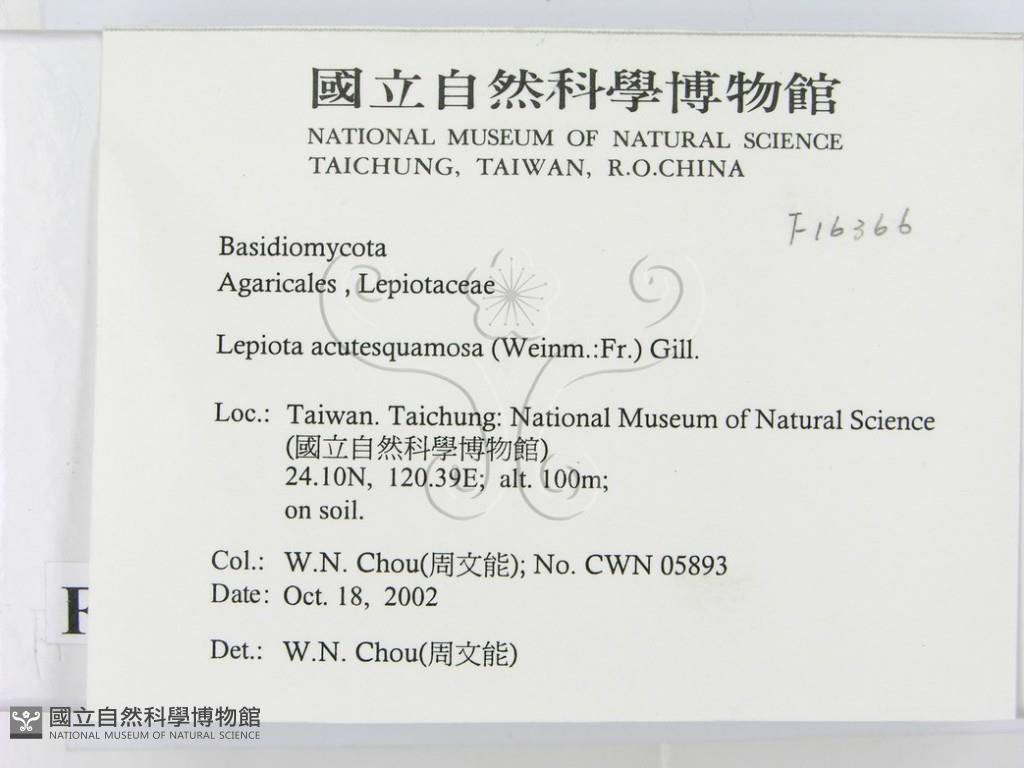 國立自然科學博物館
NATIONAL MUSEUM OF NATURAL SCIENCE
TAICHUNG, TAIWAN, R.O.CHINA
F16366
Basidiomycota
Agaricales , Lepiotaceae
Lepiota acutesquamosa (Weinm.:Fr.) Gill.
Loc.: Taiwan. Taichung: National Museum of Natural Science
(國立自然科學博物館)
24.10N, 120.39E; alt. 100m;
on soil.
Col.: W.N. Chou(周文能); No. CWN 05893
Date: Oct. 18, 2002
Det.: W.N. Chou(周文能)
國立自然科學博物館
NATIONAL MUSEUM OF NATURAL SCIENCE